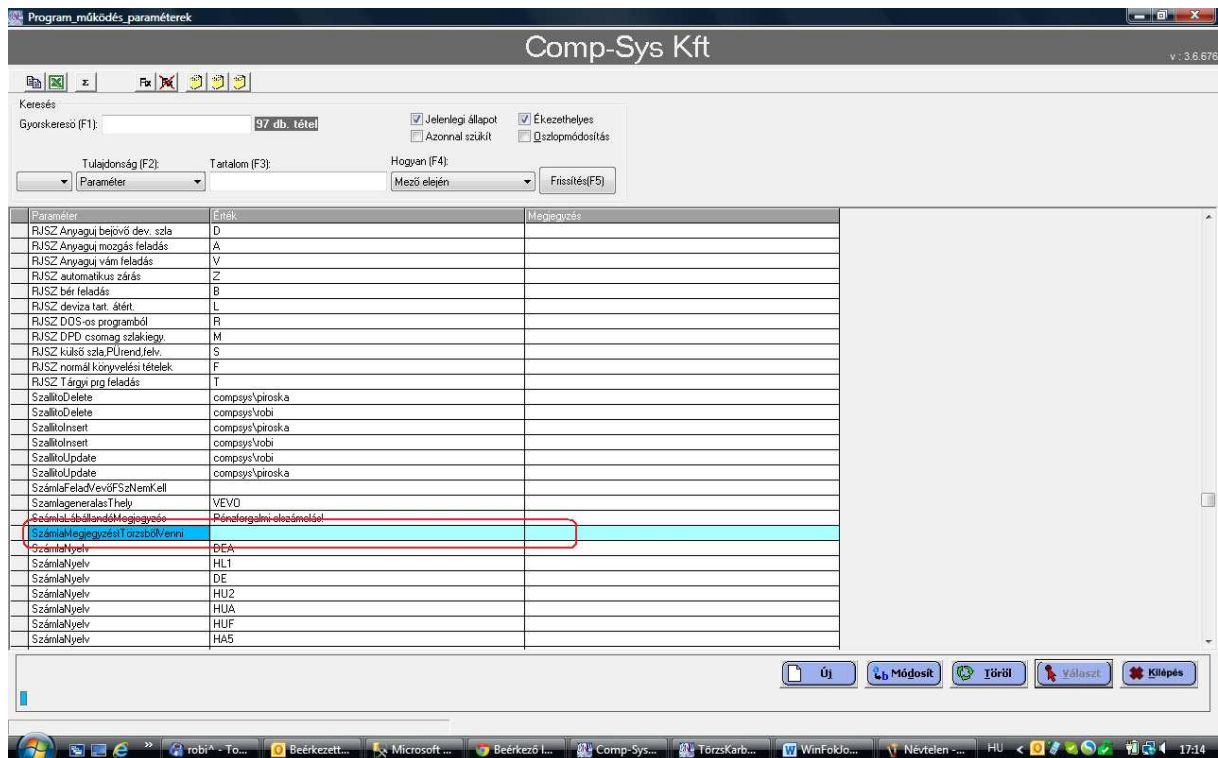 Program_működés_paraméterek
Comp-Sys Kft
v : 3.6.676
Σ Fix
Keresés
Gyorskereső (F1): 97 db. tétel
Jelenlegi állapot Ékezethelyes
Azonnal szűkít Oszlopmódosítás
Tulajdonság (F2): Tartalom (F3): Hogyan (F4):
Paraméter Mező elején Frissítés(F5)
Paraméter Érték Megjegyzés
RJSZ Anyaguj bejövő dev. szla D
RJSZ Anyaguj mozgás feladás A
RJSZ Anyaguj vám feladás V
RJSZ automatikus zárás Z
RJSZ bér feladás B
RJSZ deviza tart. átért. L
RJSZ DOS-os programból R
RJSZ DPD csomag szlakiegy. M
RJSZ külső szla,PÜrend,felv. S
RJSZ normál könyvelési tételek F
RJSZ Tárgyi prg feladás T
SzallitoDelete compsys\piroska
SzallitoDelete compsys\robi
SzallitoInsert compsys\piroska
SzallitoInsert compsys\robi
SzallitoUpdate compsys\robi
SzallitoUpdate compsys\piroska
SzámlaFeladVevőFSzNemKell
SzamlageneralasThely VEVO
SzámlaLábállandóMegjegyzés Pénzforgalmi elszámolás!
SzámlaMegjegyzéstTörzsbőlVenni
SzámlaNyelv DEA
SzámlaNyelv HL1
SzámlaNyelv DE
SzámlaNyelv HU2
SzámlaNyelv HUA
SzámlaNyelv HUF
SzámlaNyelv HA5
Új Módosít Töröl Választ Kilépés
robi^ - To... Beérkezett... Microsoft ... Beérkező l... Comp-Sys... TörzsKarb... WinFokJo... Névtelen -... HU 17:14